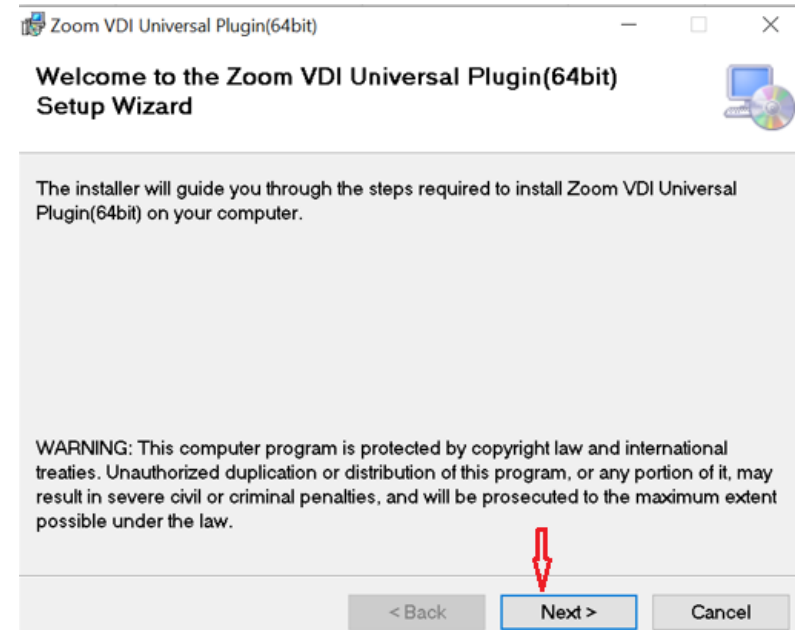 Zoom VDI Universal Plugin(64bit)
Welcome to the Zoom VDI Universal Plugin(64bit)
Setup Wizard
The installer will guide you through the steps required to install Zoom VDI Universal
Plugin(64bit) on your computer.
WARNING: This computer program is protected by copyright law and international
treaties. Unauthorized duplication or distribution of this program, or any portion of it, may
result in severe civil or criminal penalties, and will be prosecuted to the maximum extent
possible under the law.
< Back
Next >
Cancel